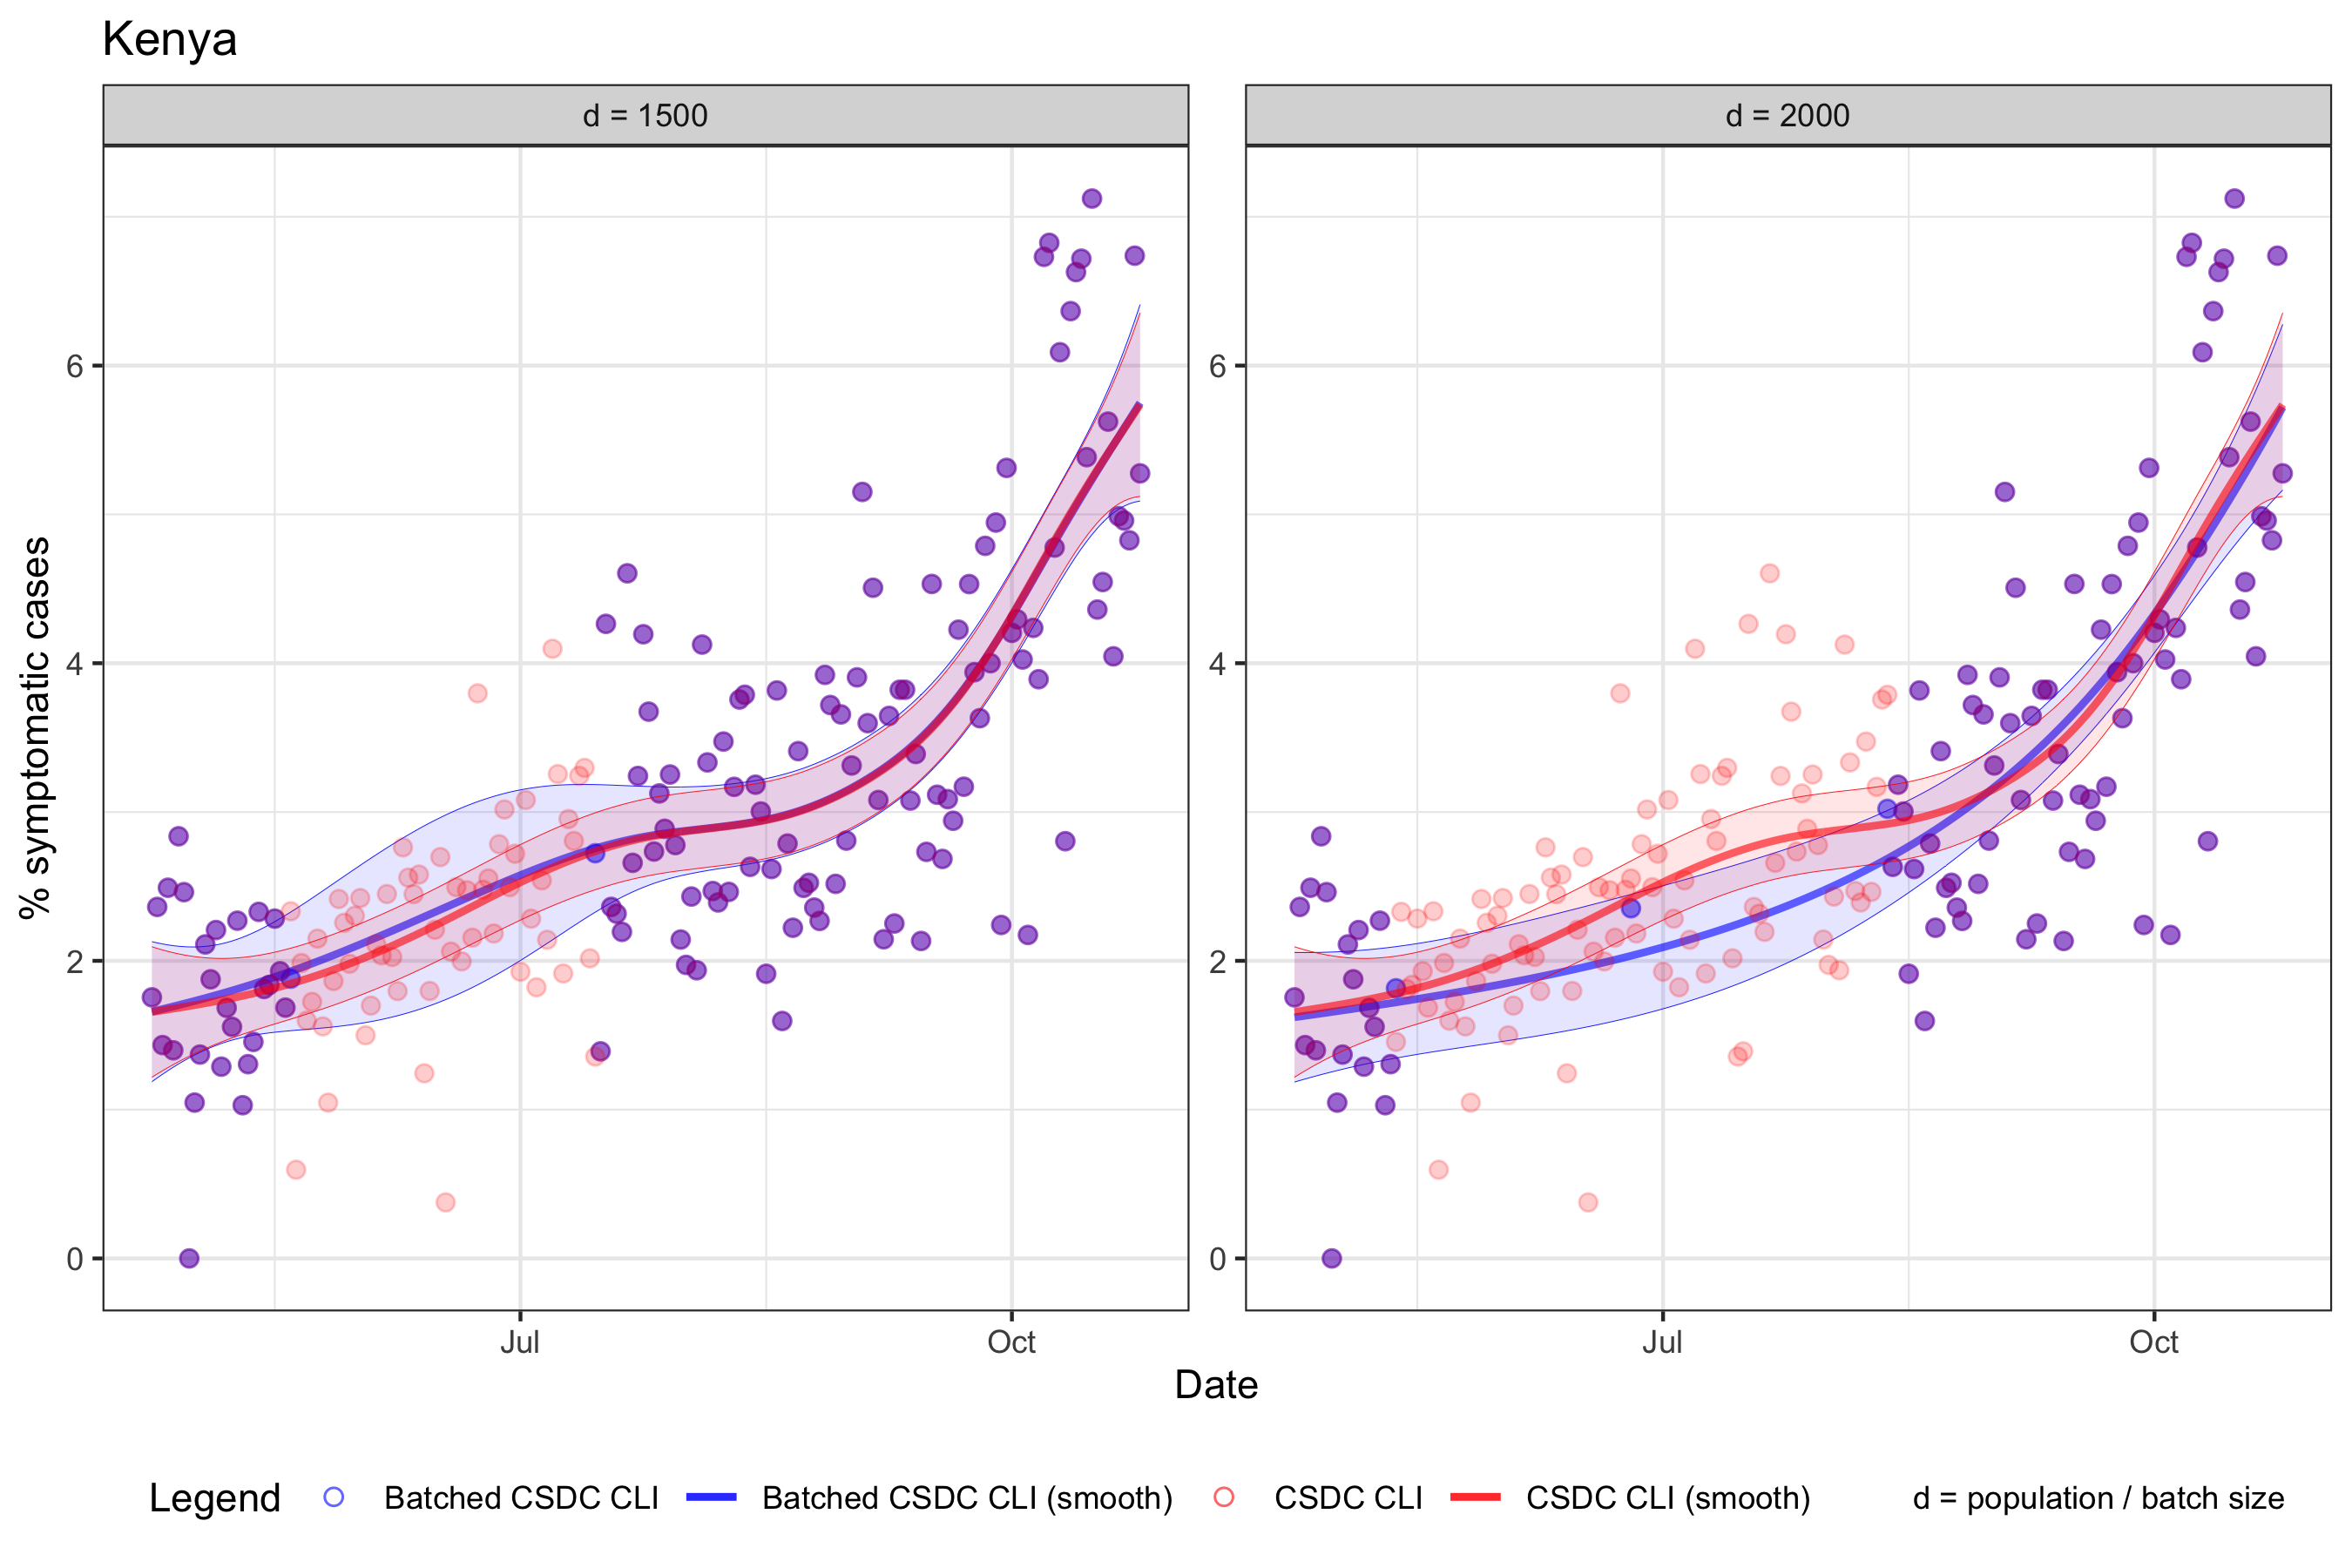 Kenya
d = 1500
d = 2000
% symptomatic cases
6
4
2
0
6
4
2
0
Jul
Oct
Jul
Oct
Date
Legend
Batched CSDC CLI
Batched CSDC CLI (smooth)
CSDC CLI
CSDC CLI (smooth)
d = population / batch size